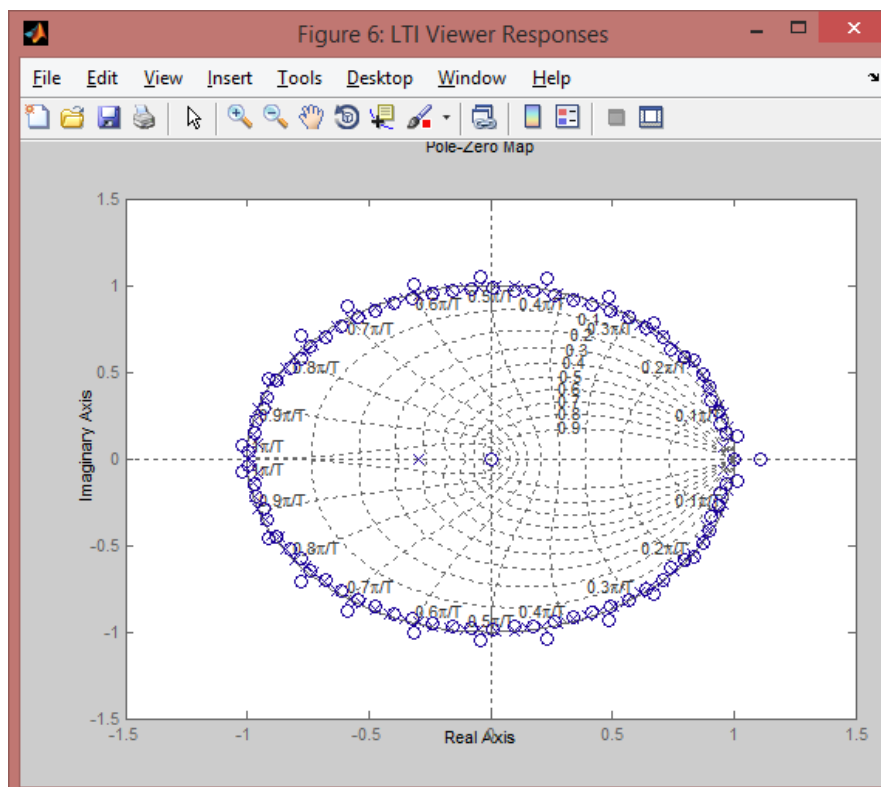 Figure 6: LTI Viewer Responses
File Edit View Insert Tools Desktop Window Help
Pole-Zero Map
1.5
1
0.5
0
-0.5
-1
-1.5
Imaginary Axis
0.5π/T
0.6π/T
0.4π/T
0.7π/T
0.1
0.3π/T
0.2
0.3
0.8π/T
0.4
0.2π/T
0.5
0.6
0.7
0.9π/T
0.8
0.1π/T
0.9
π/T
π/T
0.9π/T
0.1π/T
0.8π/T
0.2π/T
0.7π/T
0.3π/T
0.6π/T
0.4π/T
0.5π/T
-1.5 -1 -0.5 0 0.5 1 1.5
Real Axis